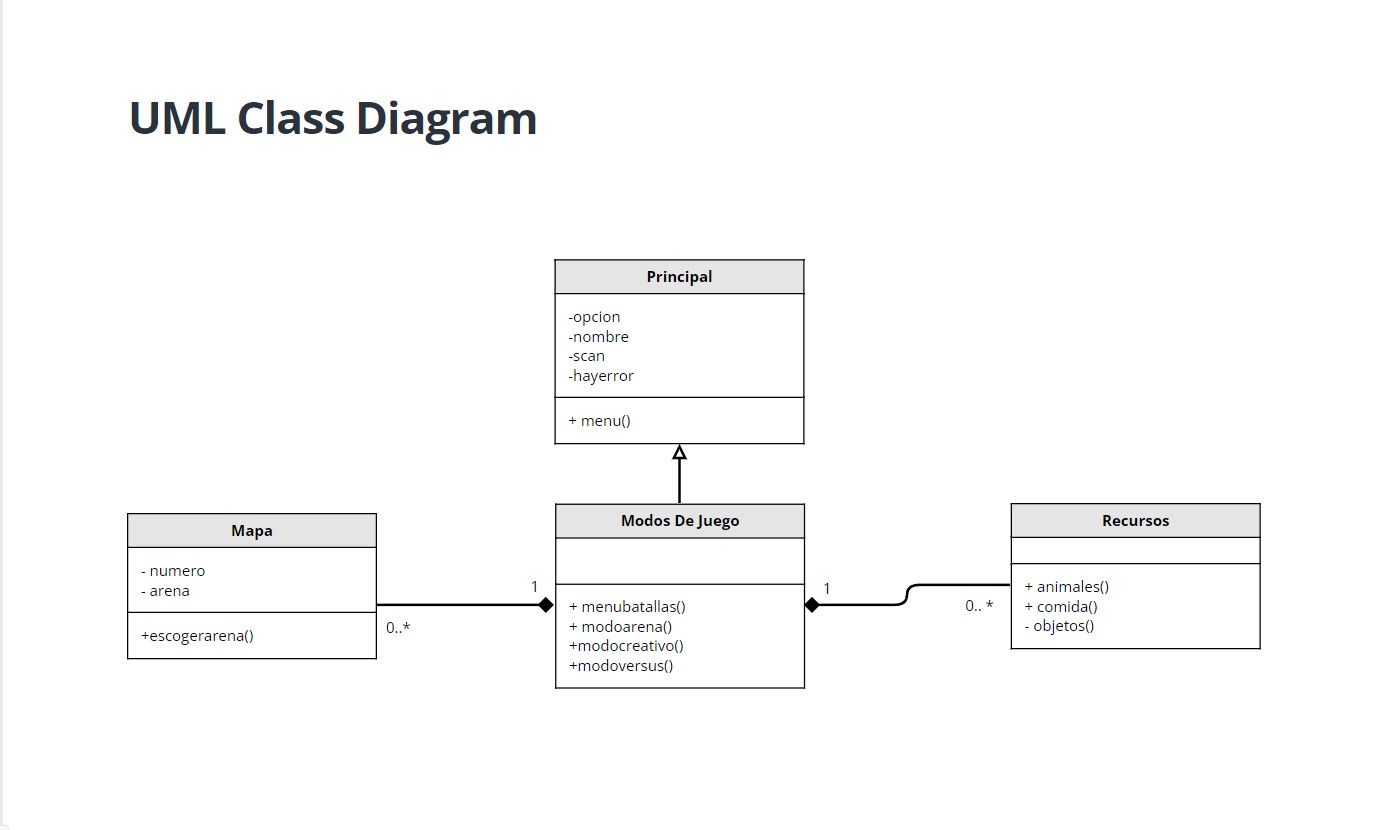 UML Class Diagram
Principal
-opcion
-nombre
-scan
-hayerror
+ menu()
Mapa
- numero
- arena
+escogerarena()
1
0..*
Modos De Juego
+ menubatallas()
+ modoarena()
+modocreativo()
+modoversus()
1
0.. *
Recursos
+ animales()
+ comida()
- objetos()